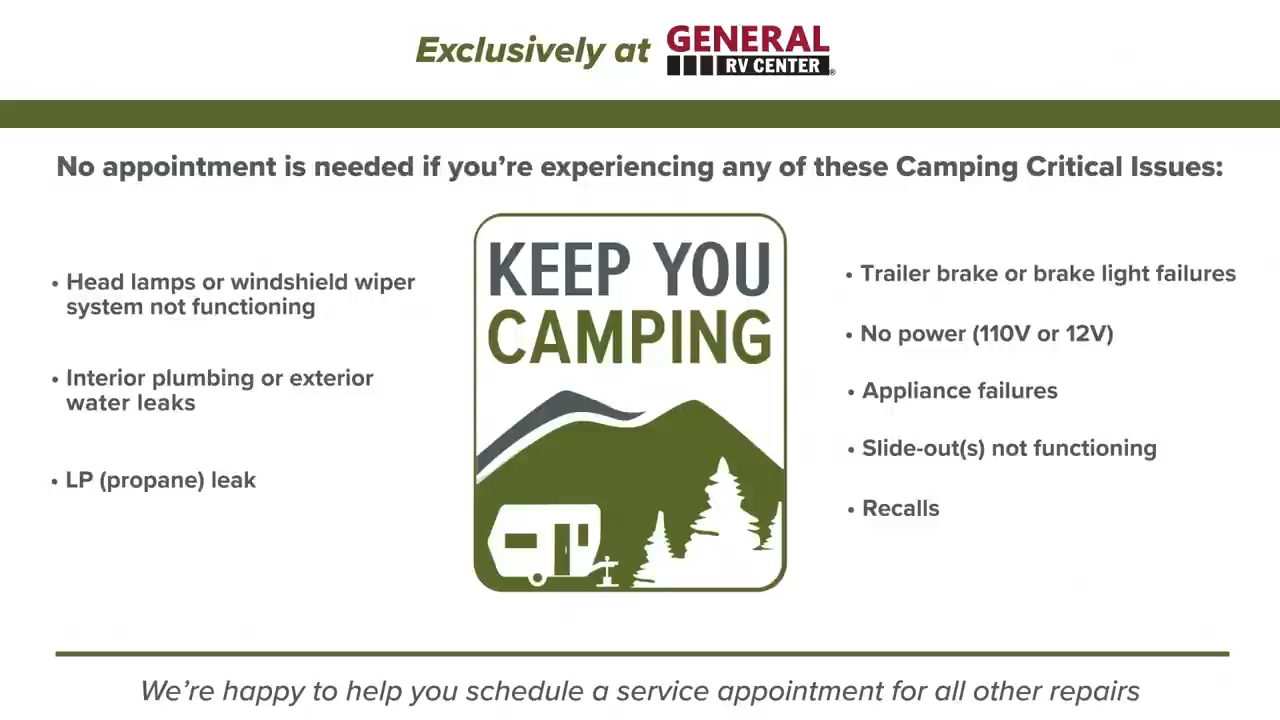 Exclusively at GENERAL
RV CENTER®
No appointment is needed if you're experiencing any of these Camping Critical Issues:
• Head lamps or windshield wiper
system not functioning
• Interior plumbing or exterior
water leaks
• LP (propane) leak
KEEP YOU
CAMPING
• Trailer brake or brake light failures
• No power (110V or 12V)
• Appliance failures
• Slide-out(s) not functioning
• Recalls
We're happy to help you schedule a service appointment for all other repairs